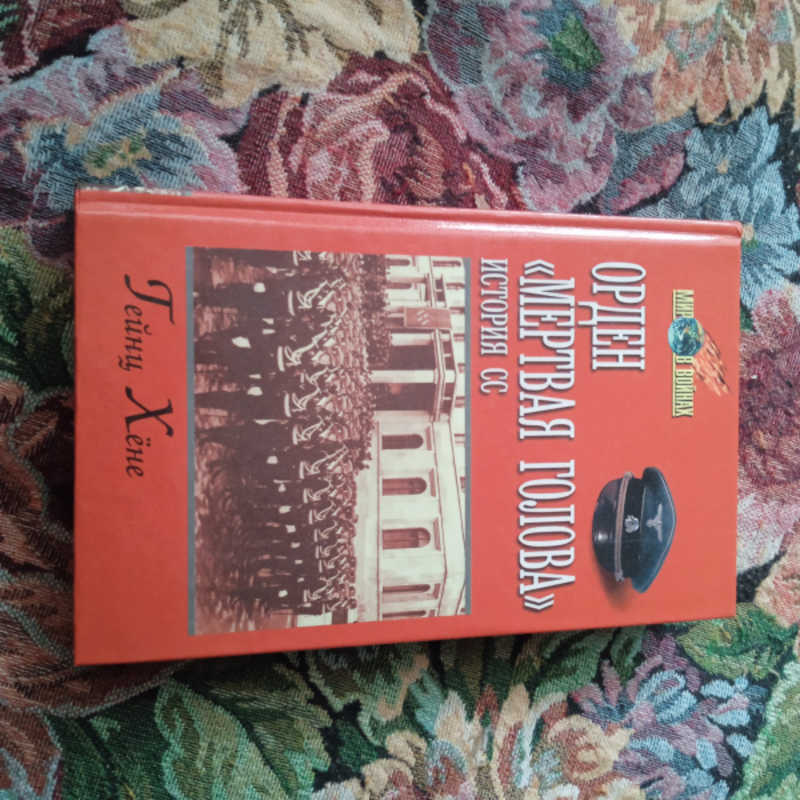 МИР В ВОЙНАХ
ОРДЕН
«МЕРТВАЯ ГОЛОВА»
ИСТОРИЯ СС
Гейнц Хёне